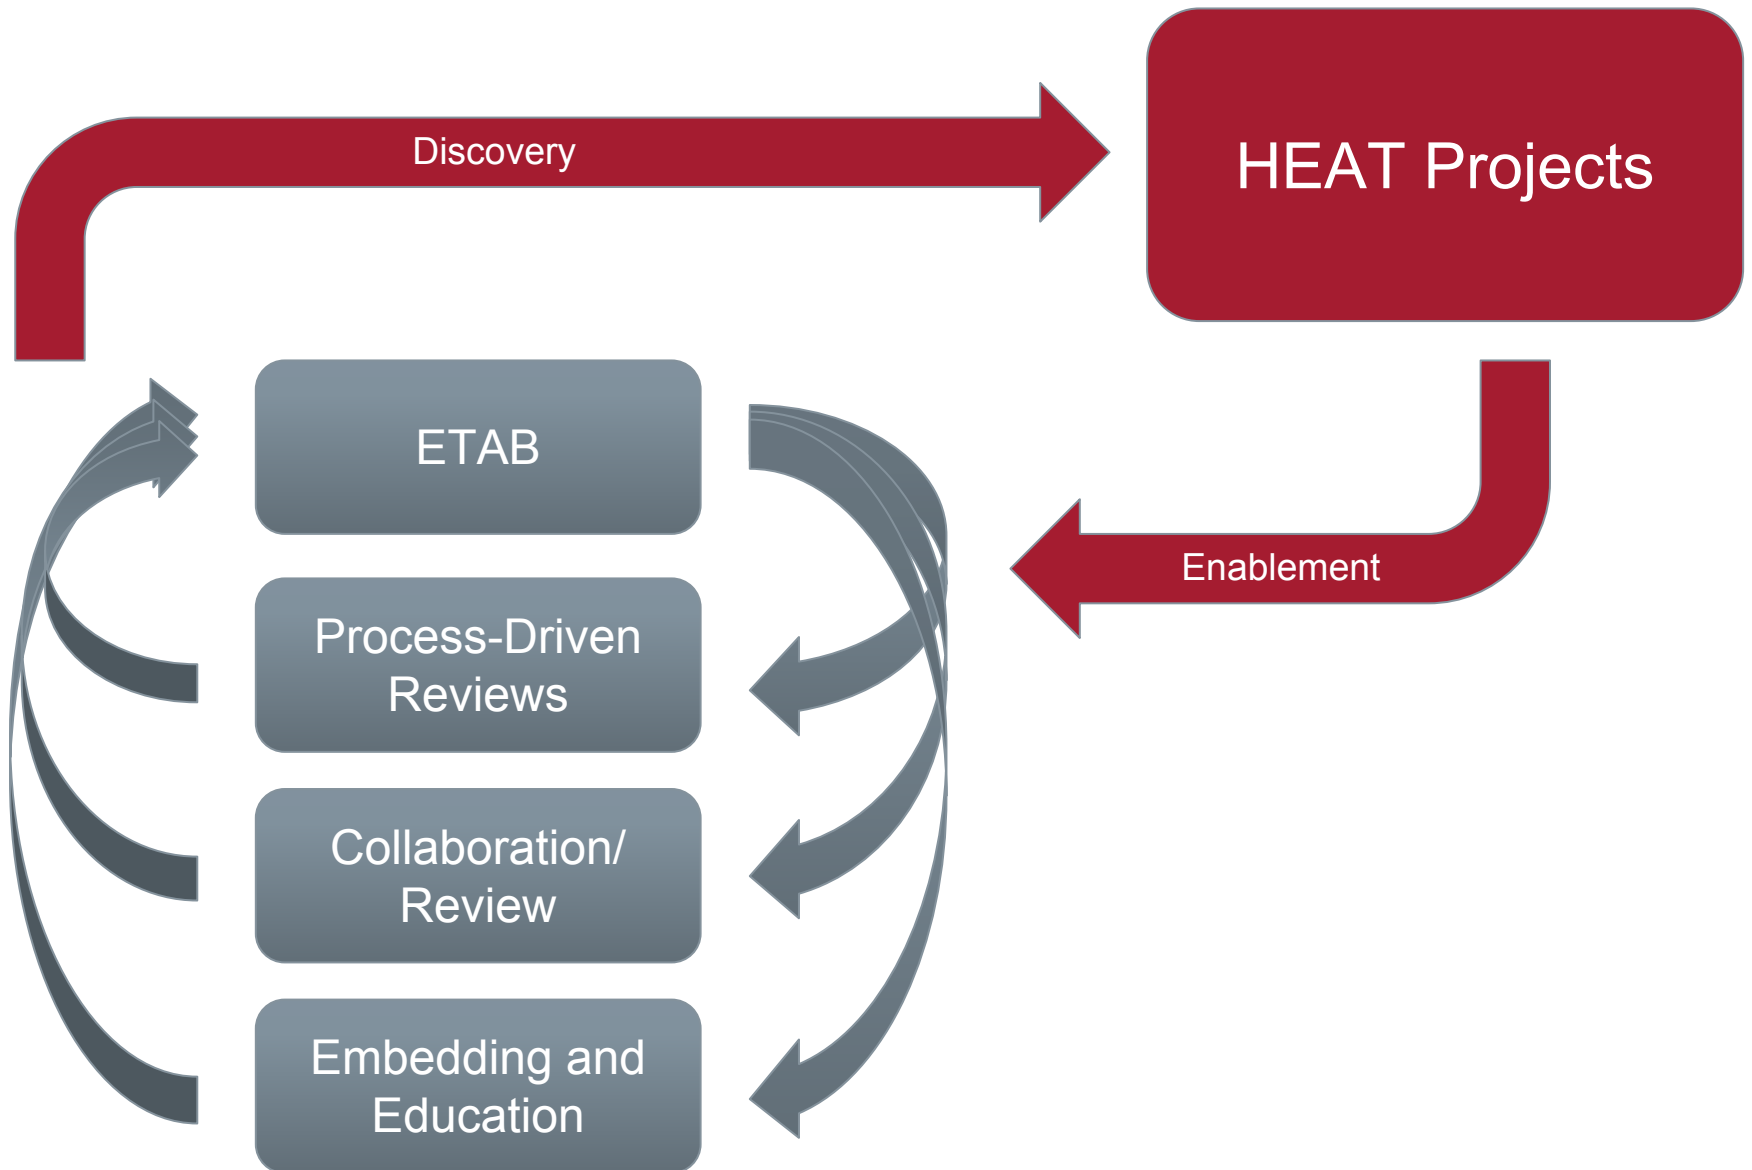 Discovery
HEAT Projects
ETAB
Enablement
Process-Driven
Reviews
Collaboration/
Review
Embedding and
Education